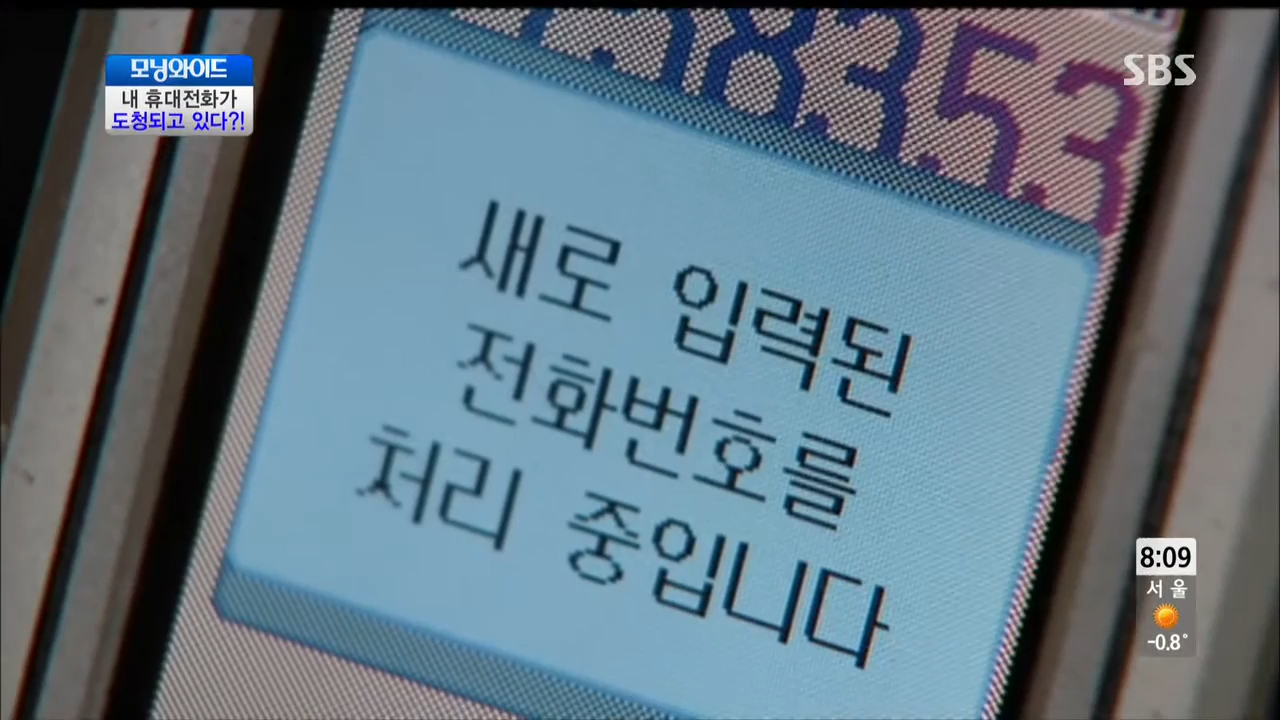 모닝와이드
내 휴대전화가
도청되고 있다?!
SBS
8353
새로 입력된
전화번호를
처리 중입니다
8:09
서울
-0.8°